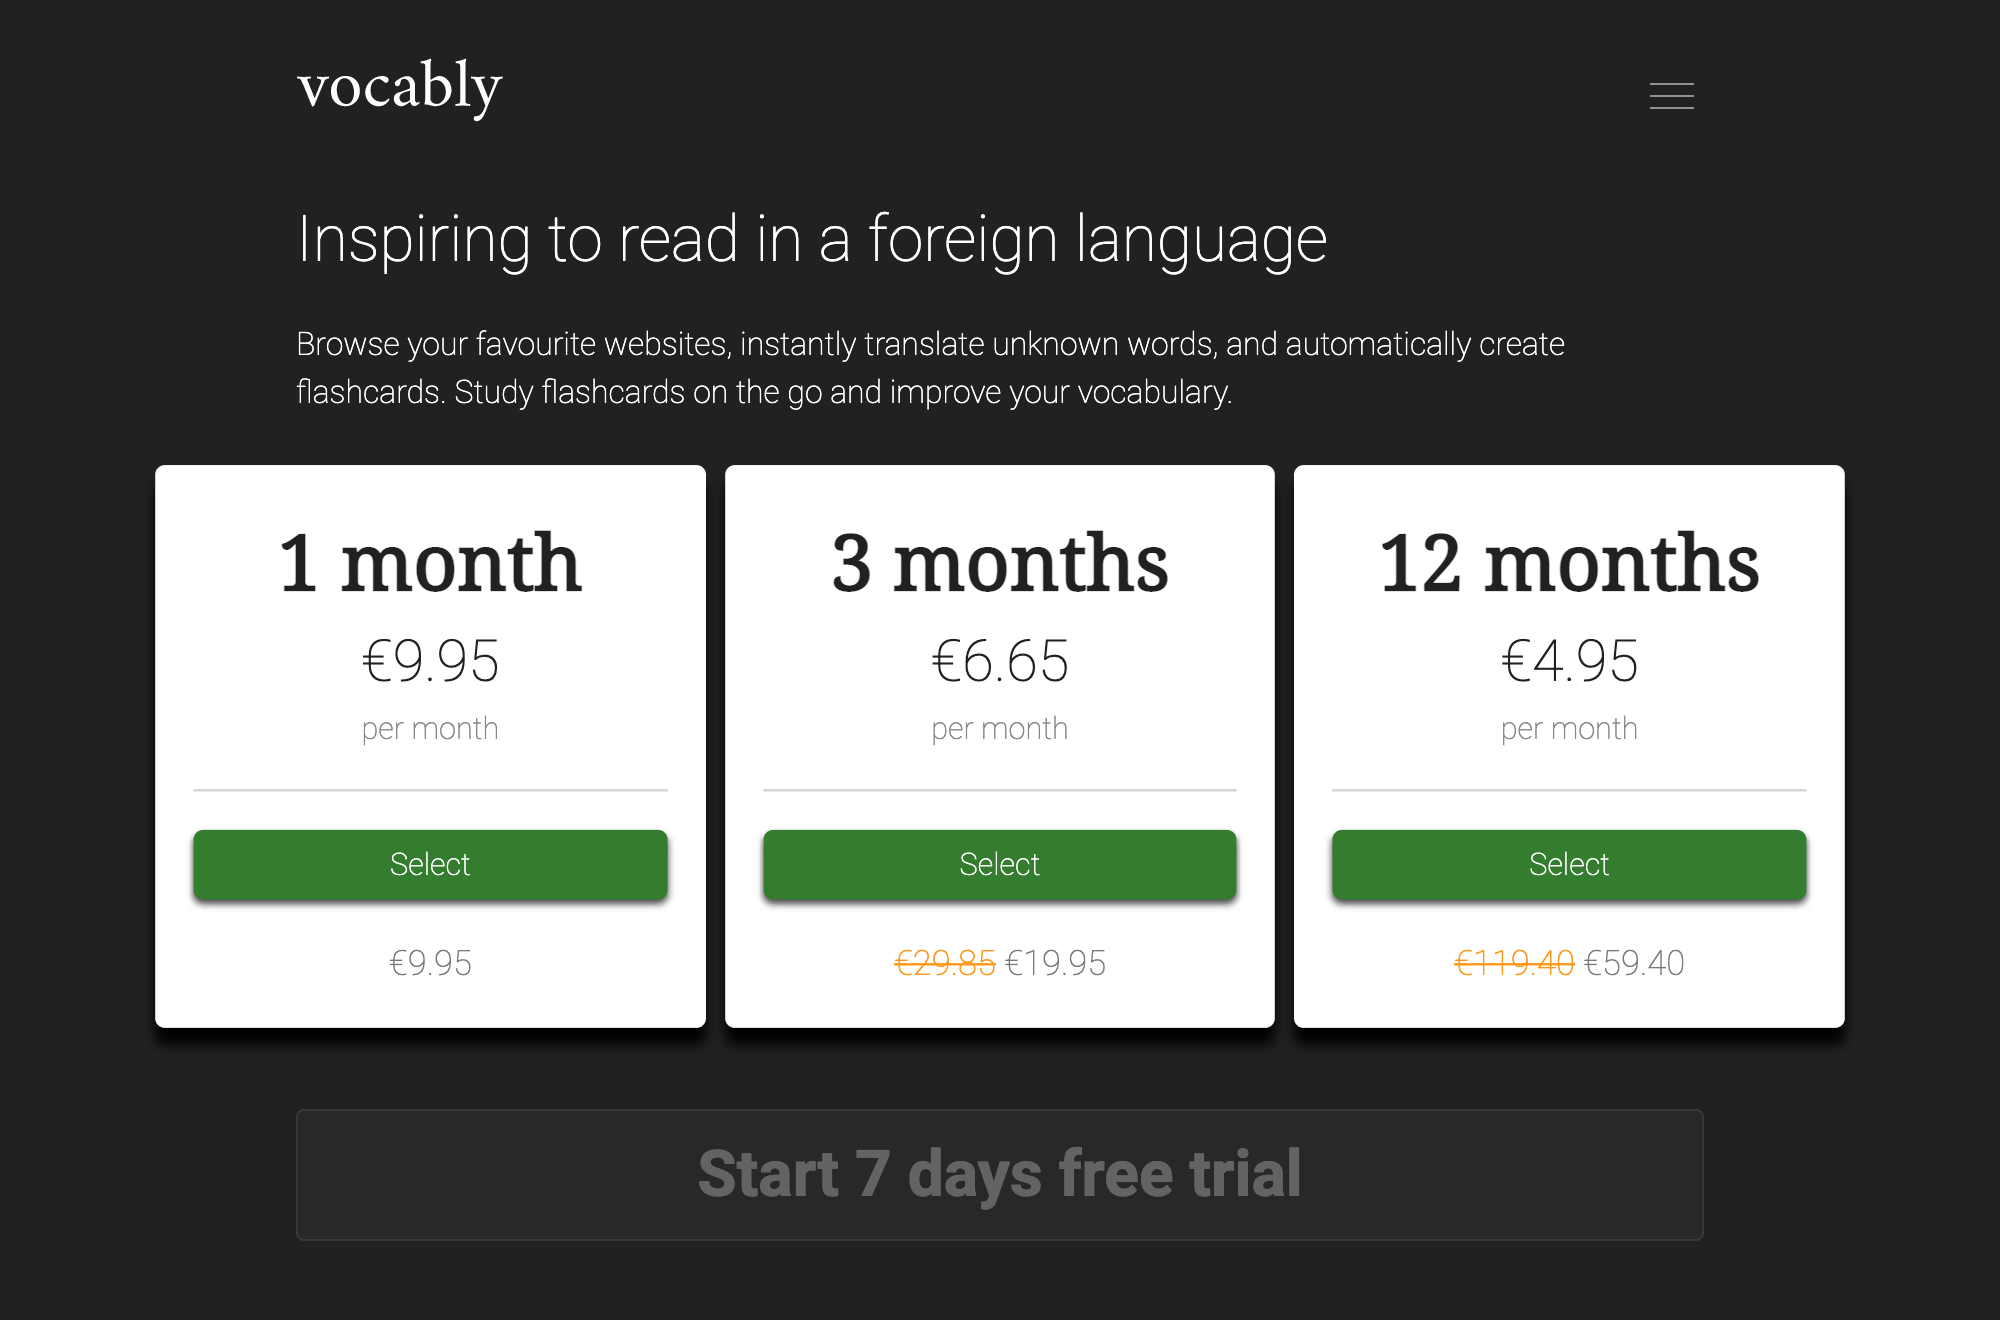 vocably
Inspiring to read in a foreign language
Browse your favourite websites, instantly translate unknown words, and automatically create
flashcards. Study flashcards on the go and improve your vocabulary.
1 month
€9.95
per month
Select
€9.95
3 months
€6.65
per month
Select
€29.85 €19.95
12 months
€4.95
per month
Select
€119.40 €59.40
Start 7 days free trial